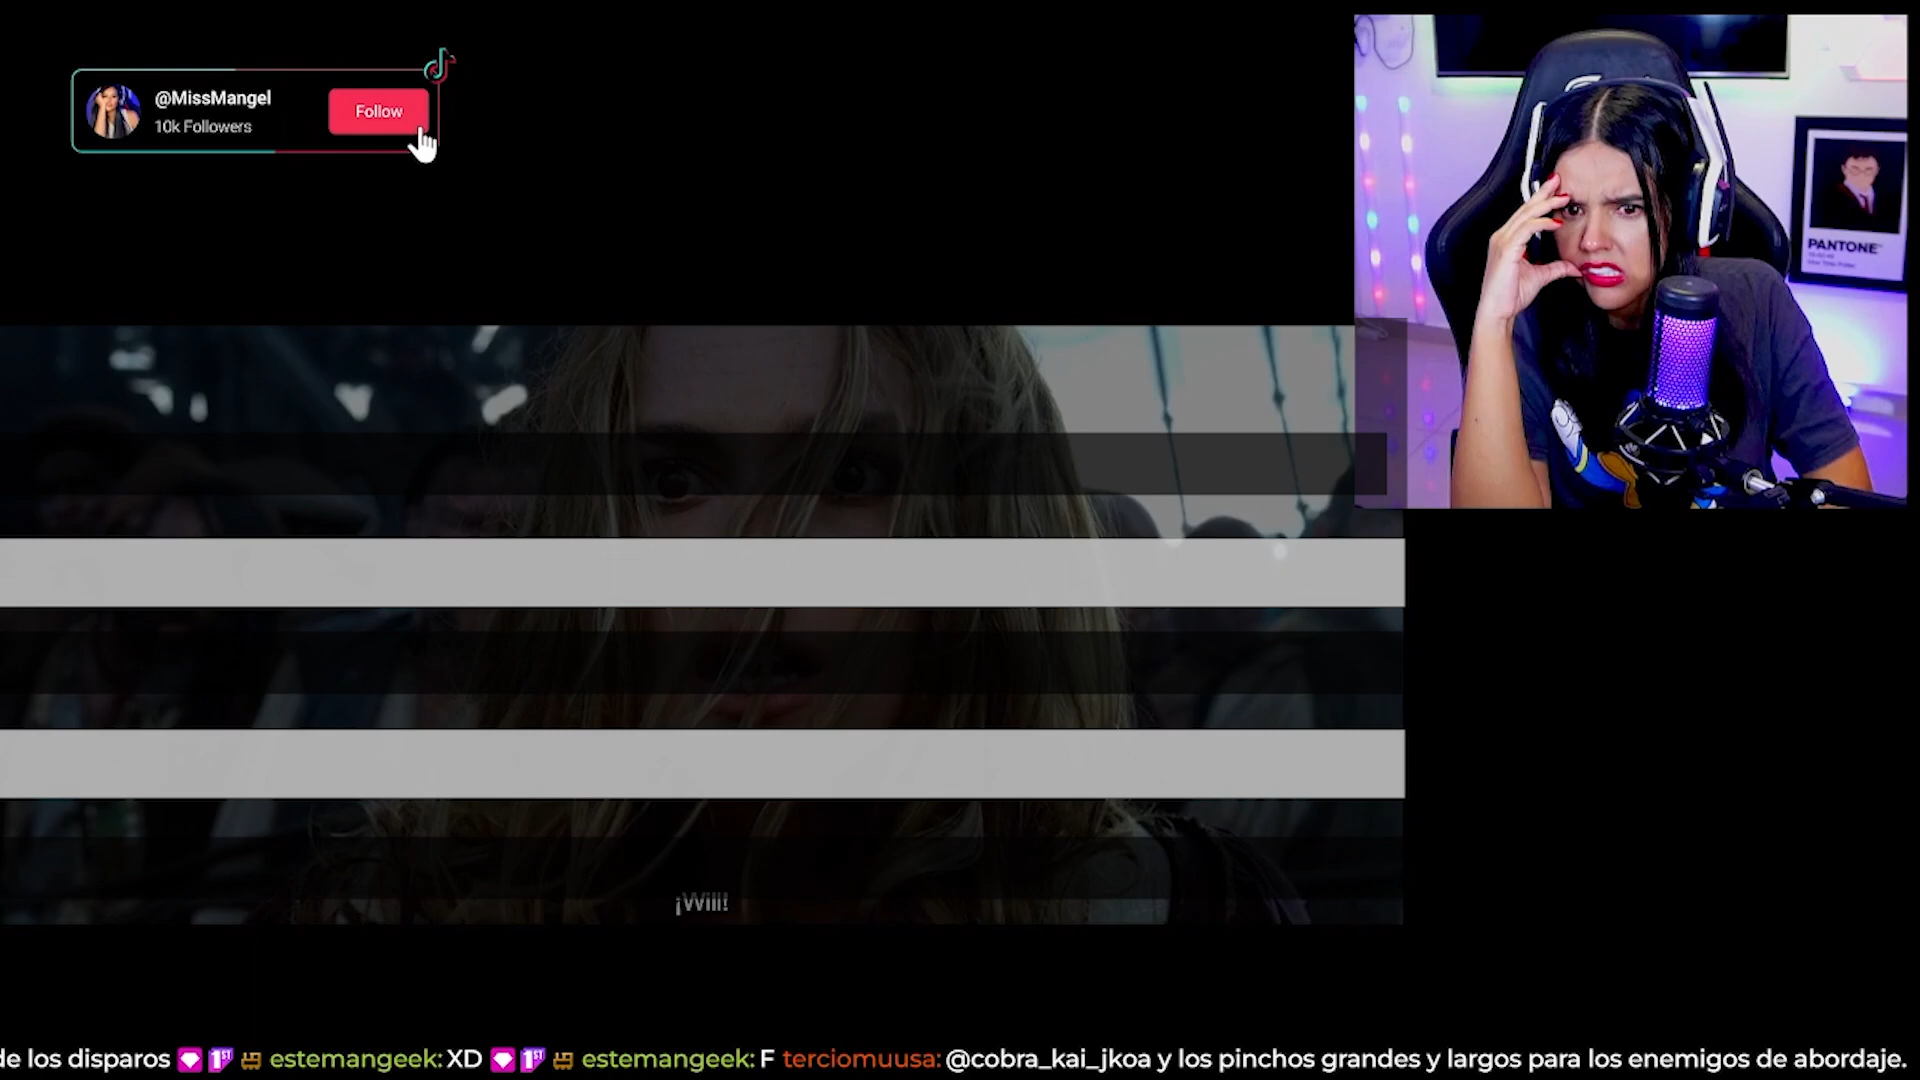 @MissMangel
10k Followers
Follow
PANTONE
¡Will!
de los disparos estemangeek: XD estemangeek: F terciomuusa: @cobra_kai_jkoa y los pinchos grandes y largos para los enemigos de abordaje.